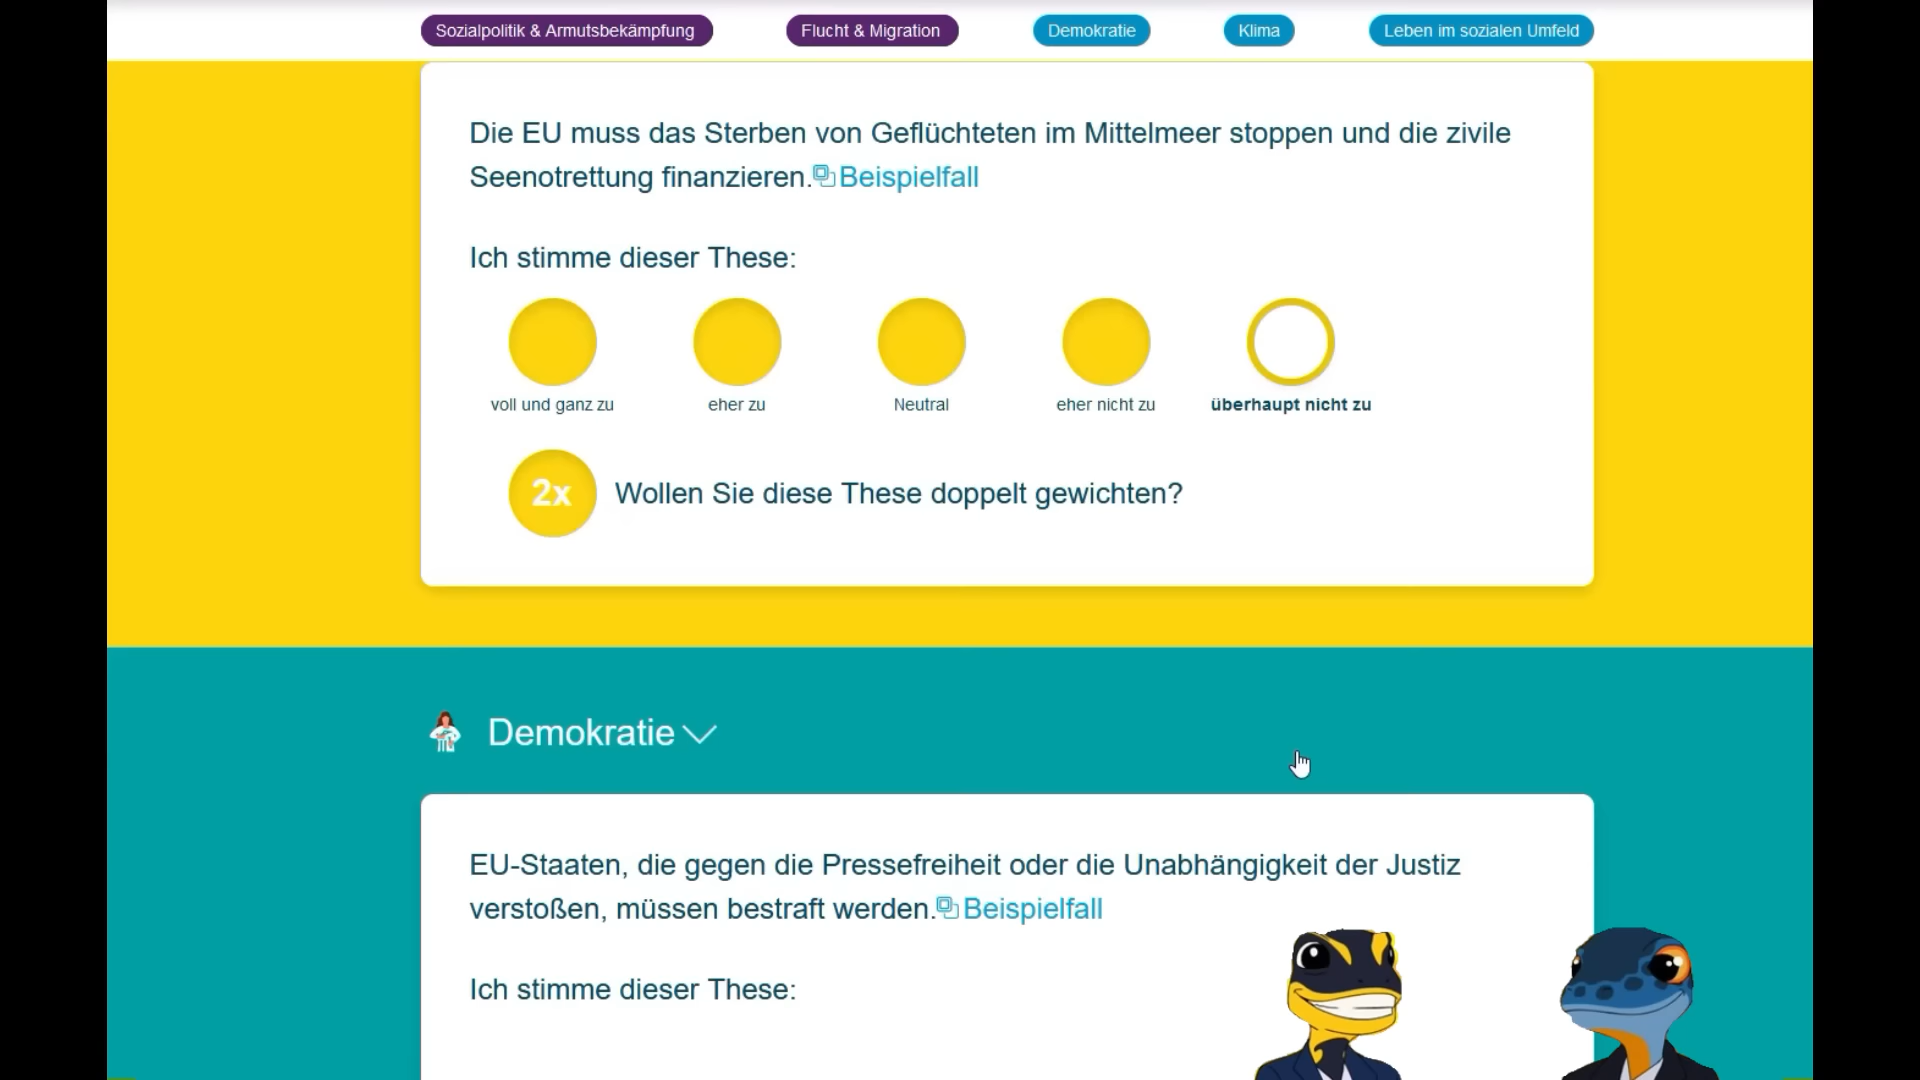 Sozialpolitik & Armutsbekämpfung
Flucht & Migration
Demokratie
Klima
Leben im sozialen Umfeld
Die EU muss das Sterben von Geflüchteten im Mittelmeer stoppen und die zivile
Seenotrettung finanzieren. Beispielfall
Ich stimme dieser These:
voll und ganz zu
eher zu
Neutral
eher nicht zu
überhaupt nicht zu
2x Wollen Sie diese These doppelt gewichten?
Demokratie
EU-Staaten, die gegen die Pressefreiheit oder die Unabhängigkeit der Justiz
verstoßen, müssen bestraft werden. Beispielfall
Ich stimme dieser These: